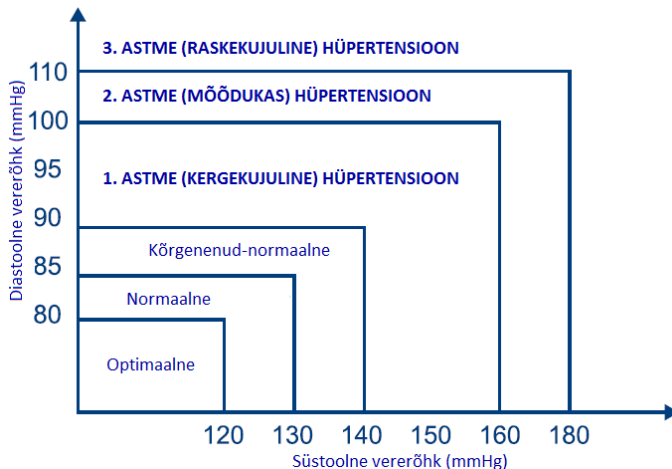 3. ASTME (RASKEKUJULINE) HÜPERTENSIOON
110
2. ASTME (MÕÕDUKAS) HÜPERTENSIOON
100
95
1. ASTME (KERGEKUJULINE) HÜPERTENSIOON
90
Kõrgenenud-normaalne
85
Normaalne
80
Optimaalne
Diastoolne vererõhk (mmHg)
120 130 140 150 160 180
Süstoolne vererõhk (mmHg)